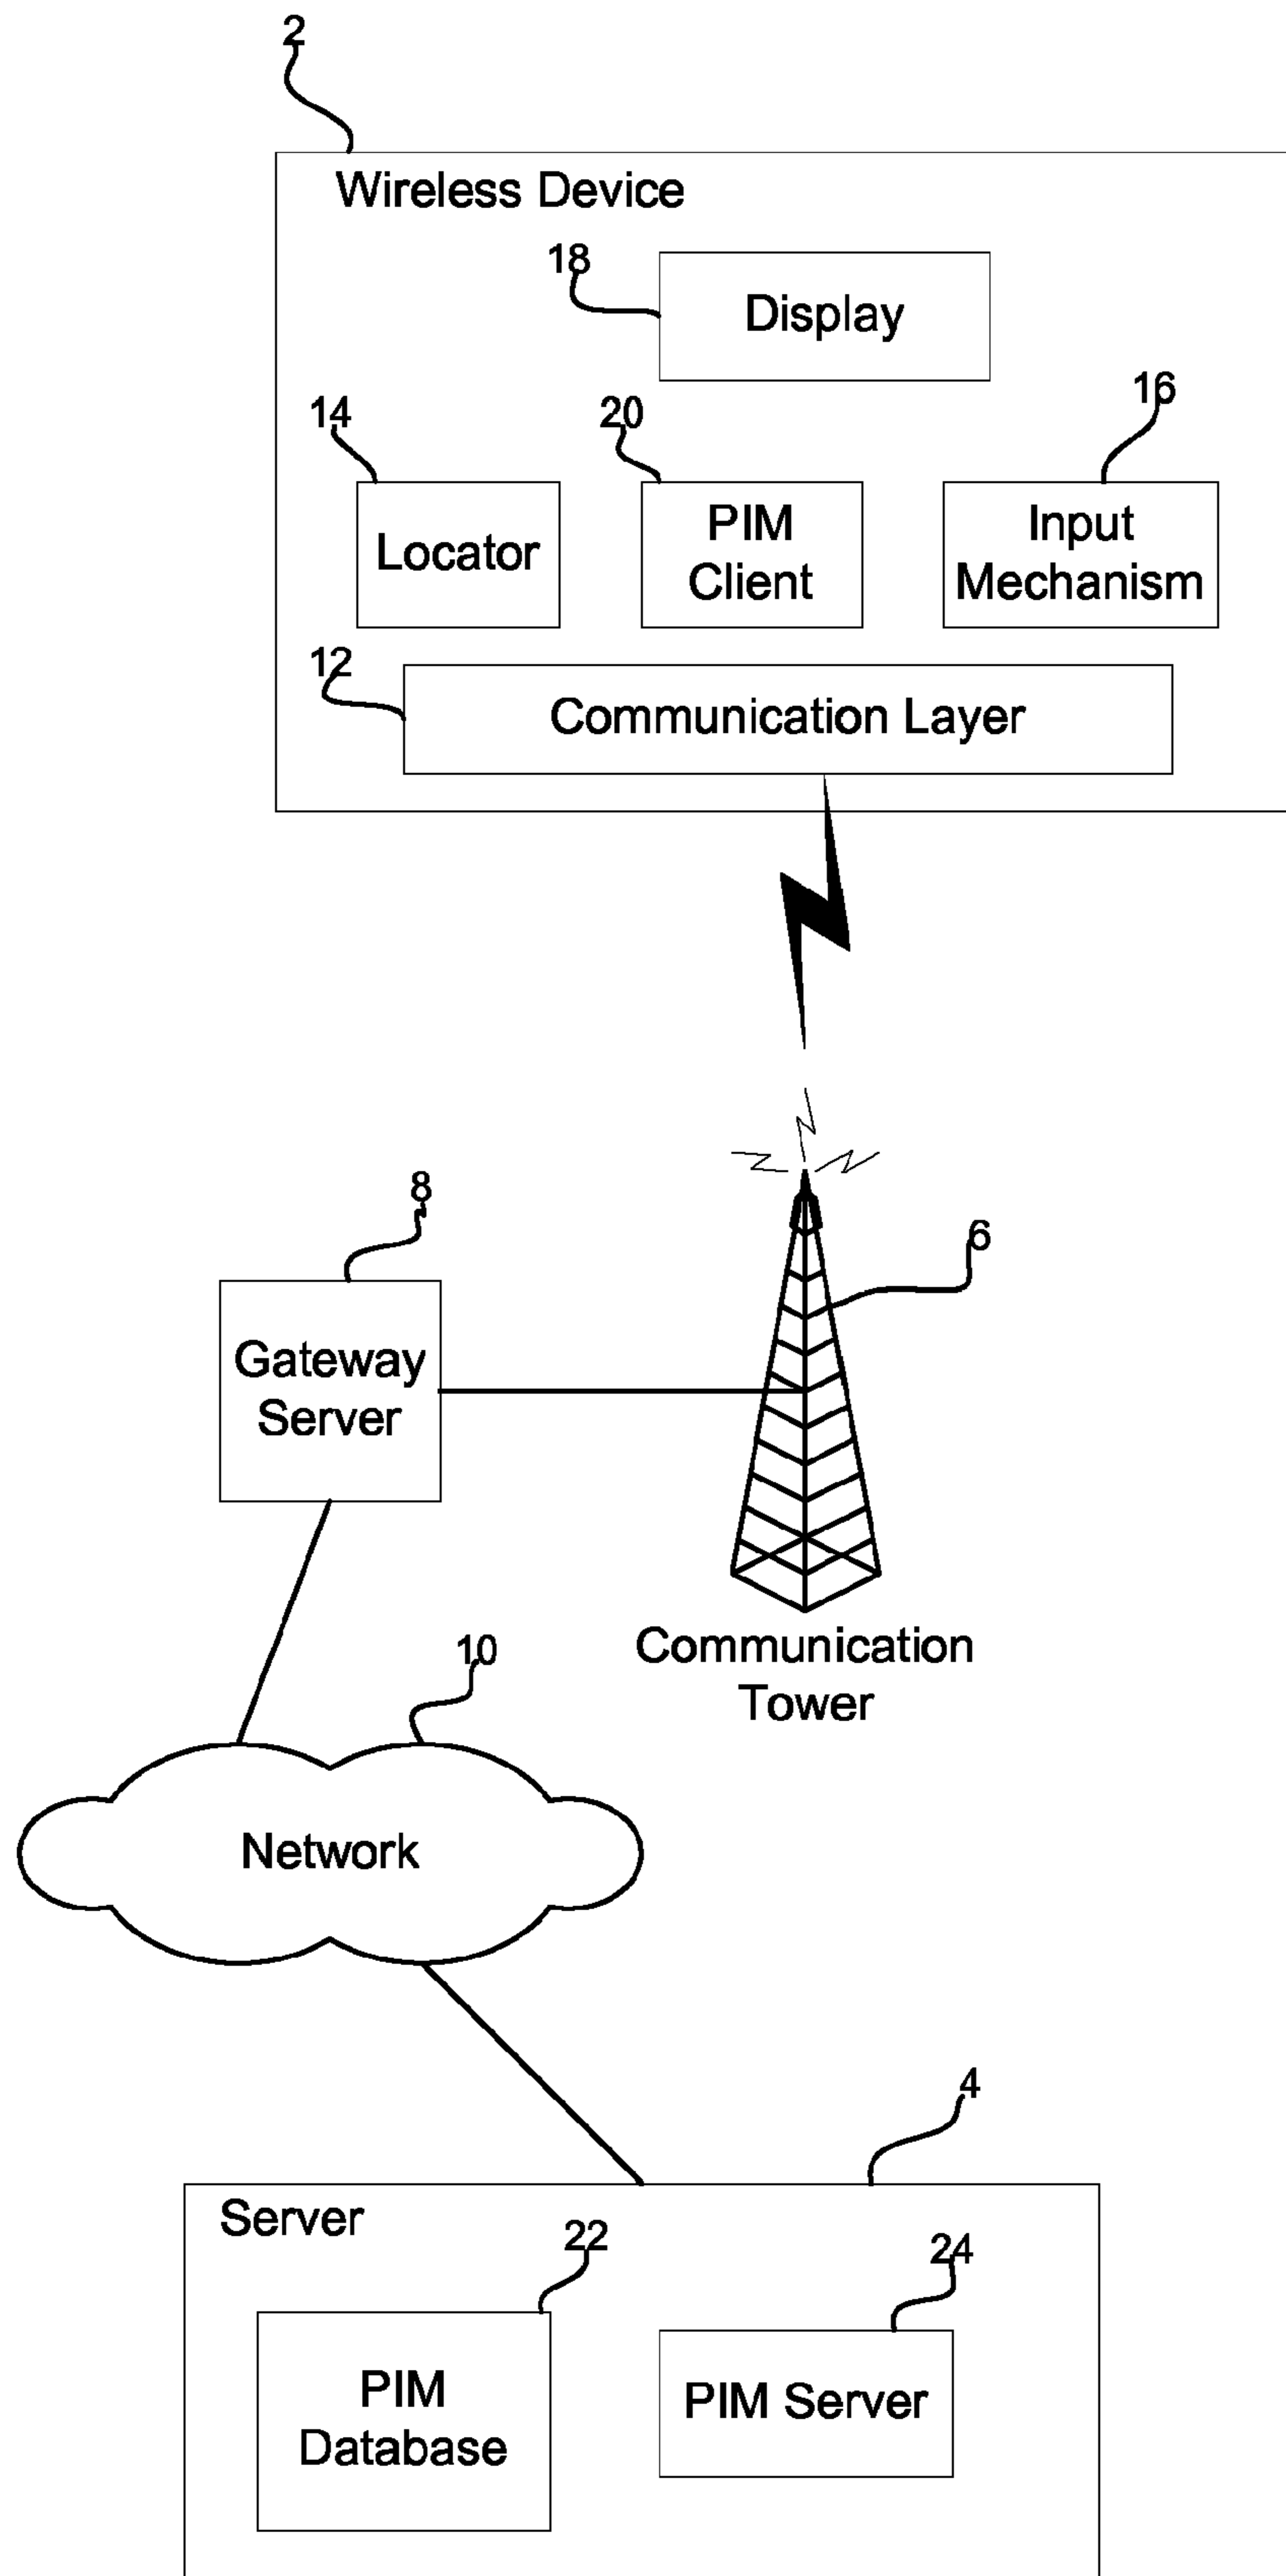 2
Wireless Device
18
Display
14
20
16
Locator
PIM
Client
Input
Mechanism
12
Communication Layer
8
6
Gateway
Server
Communication
Tower
10
Network
4
Server
22
24
PIM
Database
PIM Server